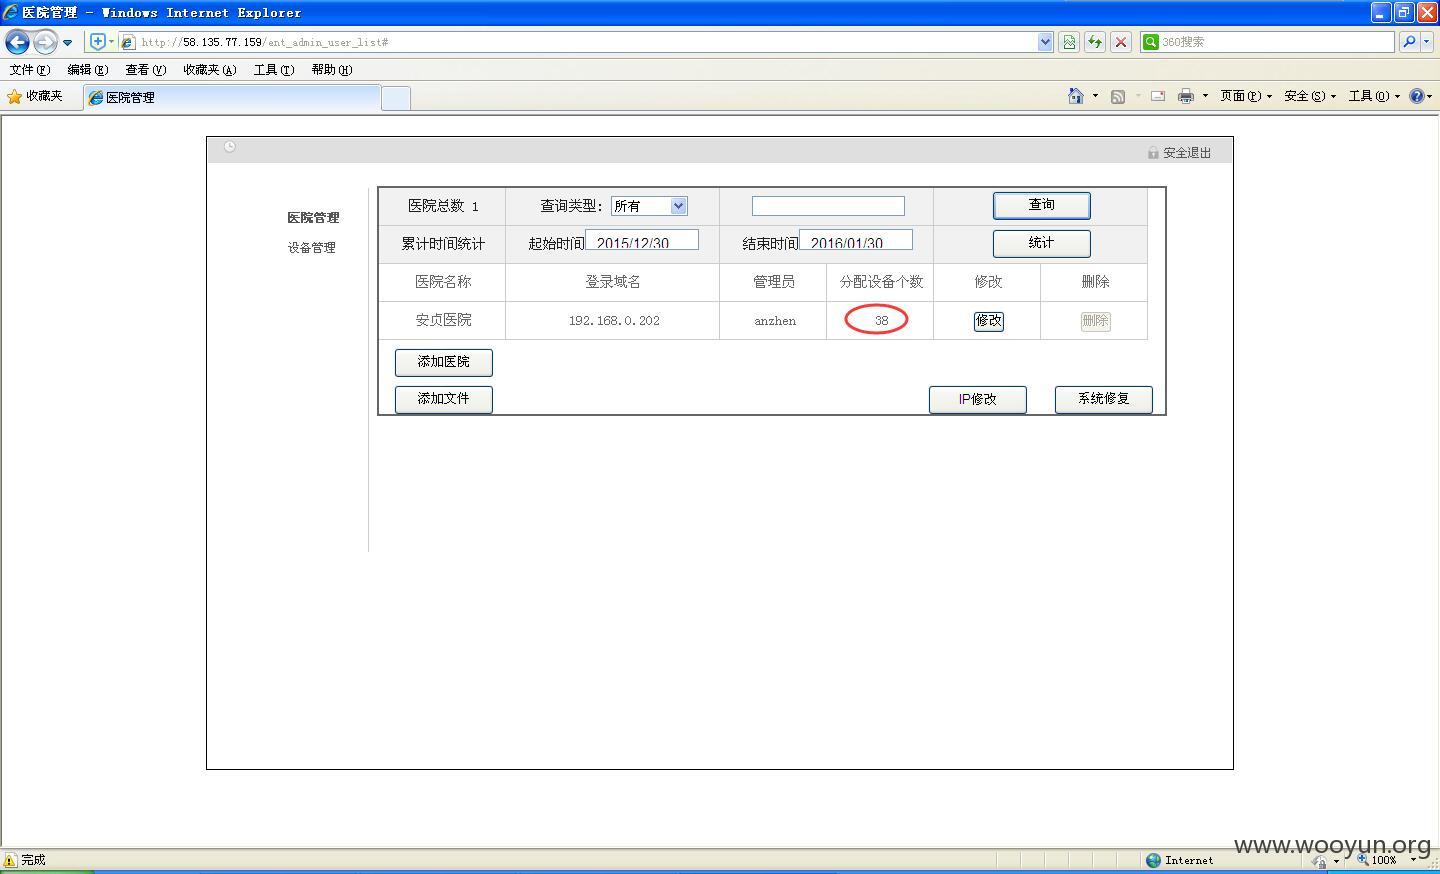 医院管理 - Windows Internet Explorer
http://58.135.77.159/ent_admin_user_list#
360搜索
文件(F) 编辑(E) 查看(V) 收藏夹(A) 工具(T) 帮助(H)
收藏夹 医院管理 页面(P) 安全(S) 工具(O)
安全退出
医院管理
设备管理
医院总数 1 查询类型: 所有 查询
累计时间统计 起始时间 2015/12/30 结束时间 2016/01/30 统计
医院名称 登录域名 管理员 分配设备个数 修改 删除
安贞医院 192.168.0.202 anzhen 38 修改 删除
添加医院
添加文件 IP修改 系统修复
www.wooyun.org
完成 Internet 100%